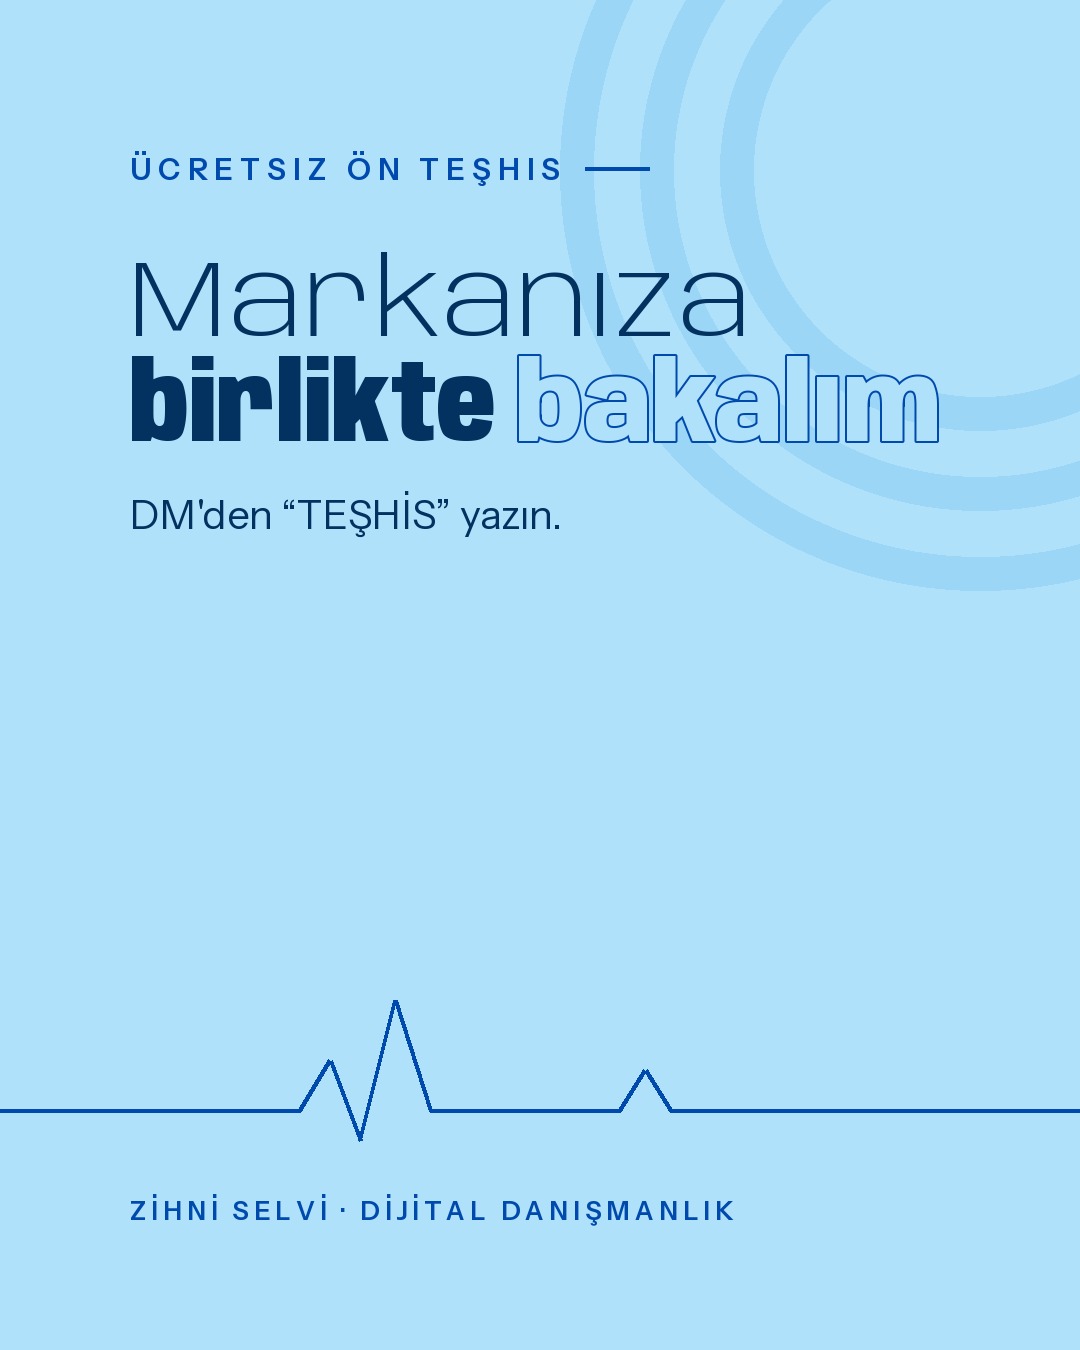 ÜCRETSIZ ÖN TEŞHIS
Markanıza
birlikte bakalım
DM'den “TEŞHİS” yazın.
ZİHNİ SELVİ · DİJİTAL DANIŞMANLIK